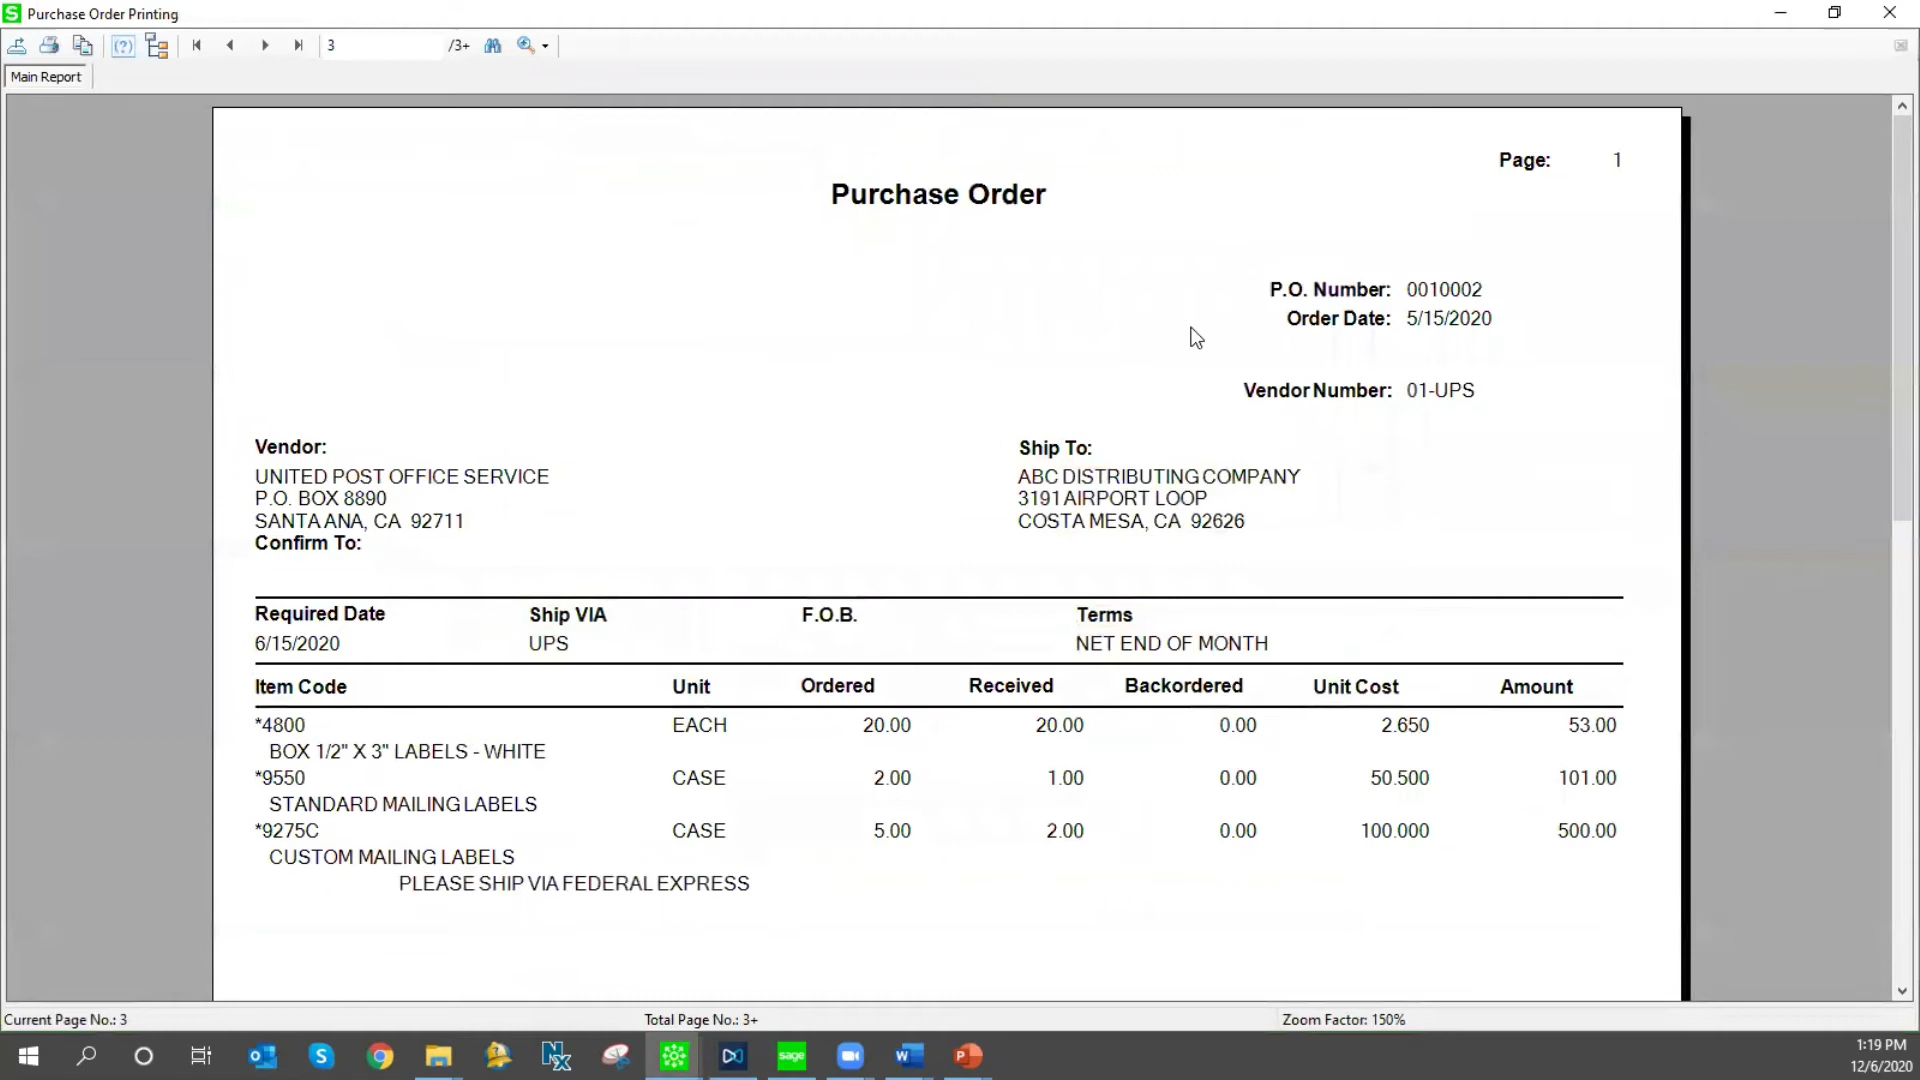 Purchase Order Printing
3 /3+
Main Report
Page: 1
Purchase Order
P.O. Number: 0010002
Order Date: 5/15/2020
Vendor Number: 01-UPS
Vendor:
UNITED POST OFFICE SERVICE
P.O. BOX 8890
SANTA ANA, CA 92711
Confirm To:
Ship To:
ABC DISTRIBUTING COMPANY
3191 AIRPORT LOOP
COSTA MESA, CA 92626
Required Date Ship VIA F.O.B. Terms
6/15/2020 UPS NET END OF MONTH
Item Code Unit Ordered Received Backordered Unit Cost Amount
*4800 EACH 20.00 20.00 0.00 2.650 53.00
BOX 1/2" X 3" LABELS - WHITE
*9550 CASE 2.00 1.00 0.00 50.500 101.00
STANDARD MAILING LABELS
*9275C CASE 5.00 2.00 0.00 100.000 500.00
CUSTOM MAILING LABELS
PLEASE SHIP VIA FEDERAL EXPRESS
Current Page No.: 3 Total Page No.: 3+ Zoom Factor: 150%
sage
1:19 PM
12/6/2020